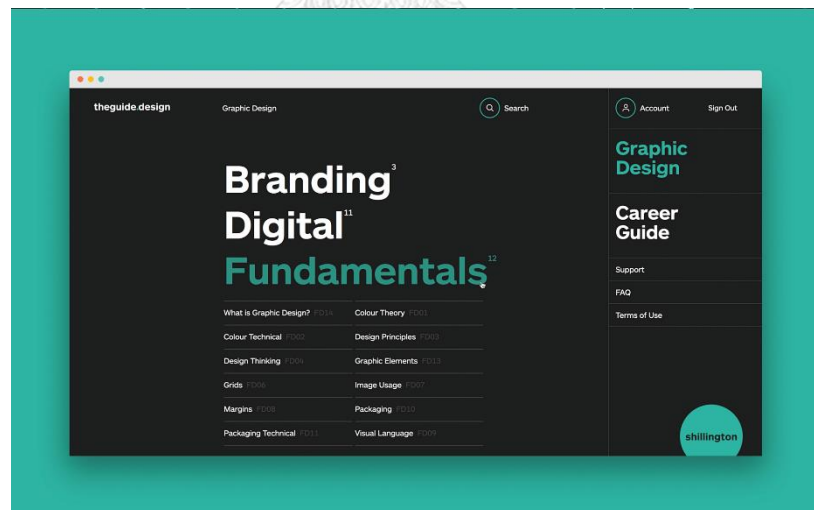 theguide.design
Graphic Design
Search
Account
Sign Out
Branding 3
Digital 11
Fundamentals 12
What is Graphic Design? FD14
Colour Theory FD01
Colour Technical FD02
Design Principles FD03
Design Thinking FD04
Graphic Elements FD13
Grids FD06
Image Usage FD07
Margins FD08
Packaging FD10
Packaging Technical FD11
Visual Language FD09
Graphic
Design
Career
Guide
Support
FAQ
Terms of Use
shillington